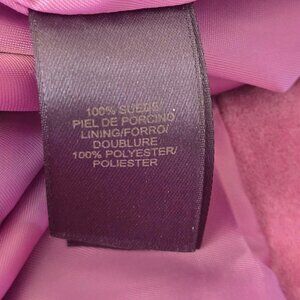 100% SUEDE/
PIEL DE PORCINO
LINING/FORRO/
DOUBLURE
100% POLYESTER/
POLIESTER